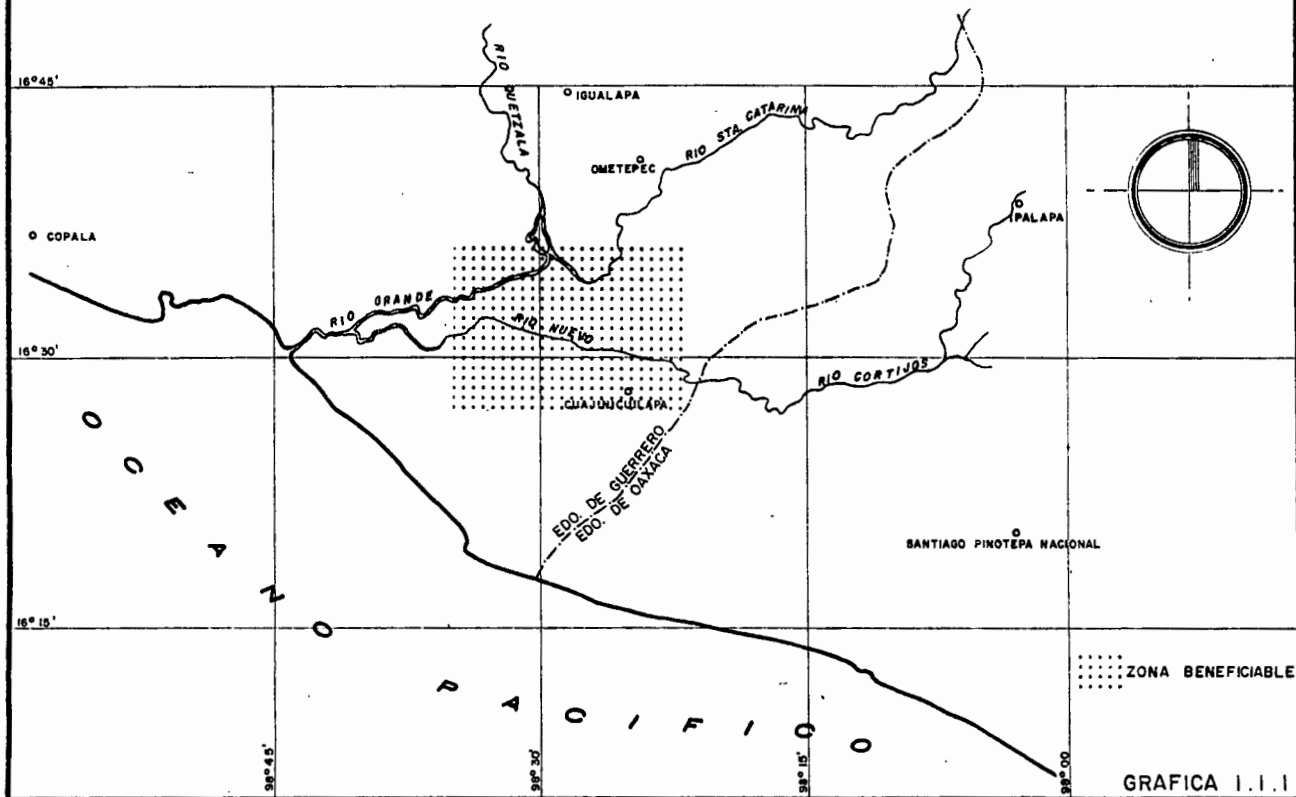 RIO QUETZALA
16° 45'
IGUALAPA
RIO STA. CATARINA
OMETEPEC
PALAPA
COPALA
RIO GRANDE
RIO NUEVO
16° 30'
RIO CORTIJOS
CUAJINICUILAPA
EDO. DE GUERRERO
EDO. DE OAXACA
SANTIAGO PINOTEPA NACIONAL
16° 15'
OCEANO PACIFICO
ZONA BENEFICIABLE
98° 45'
98° 30'
98° 15'
98° 00'
GRAFICA 1.1.1